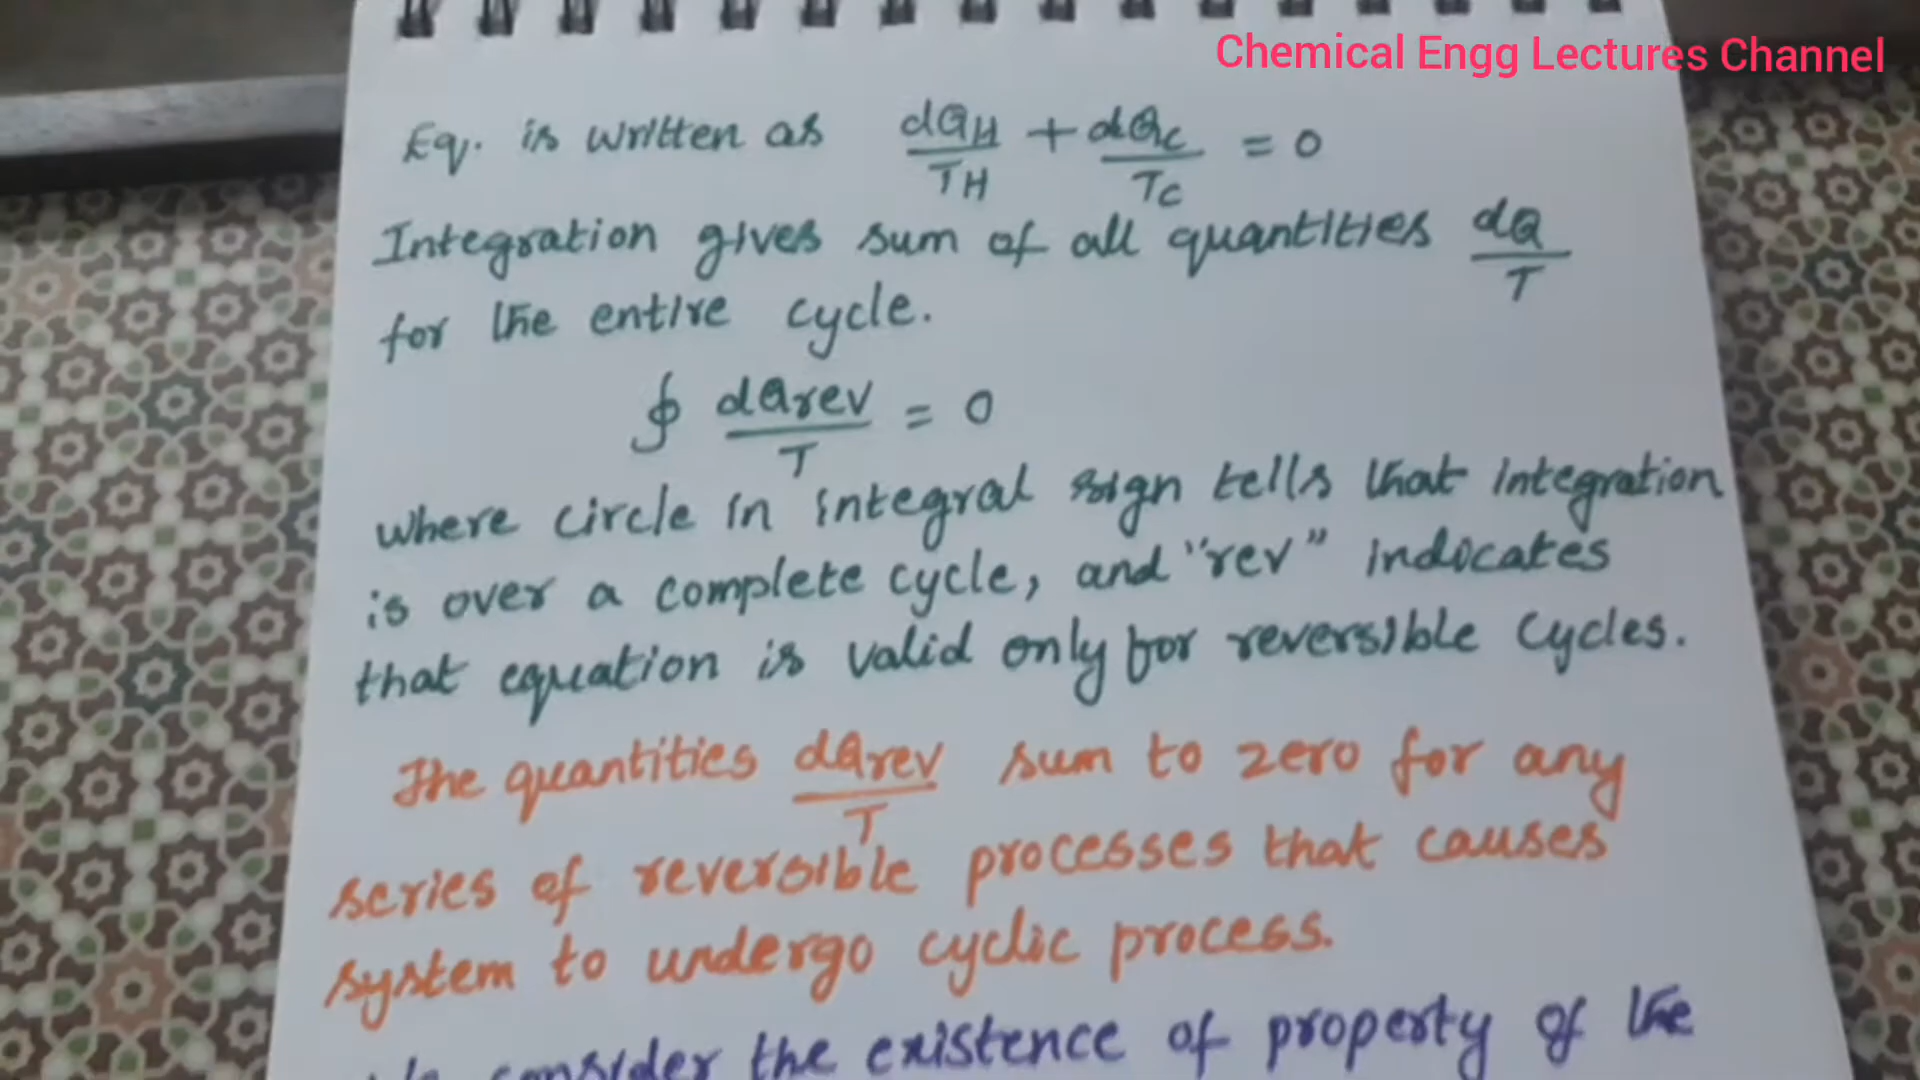 Chemical Engg Lectures Channel
Eq. is written as dQH/TH + dQC/TC = 0
Integration gives sum of all quantities dQ/T
for the entire cycle.
∮ dQrev/T = 0
where circle in integral sign tells that integration
is over a complete cycle, and "rev" indicates
that equation is valid only for reversible cycles.
The quantities dQrev/T sum to zero for any
series of reversible processes that causes
system to undergo cyclic process.
consider the existence of property of the